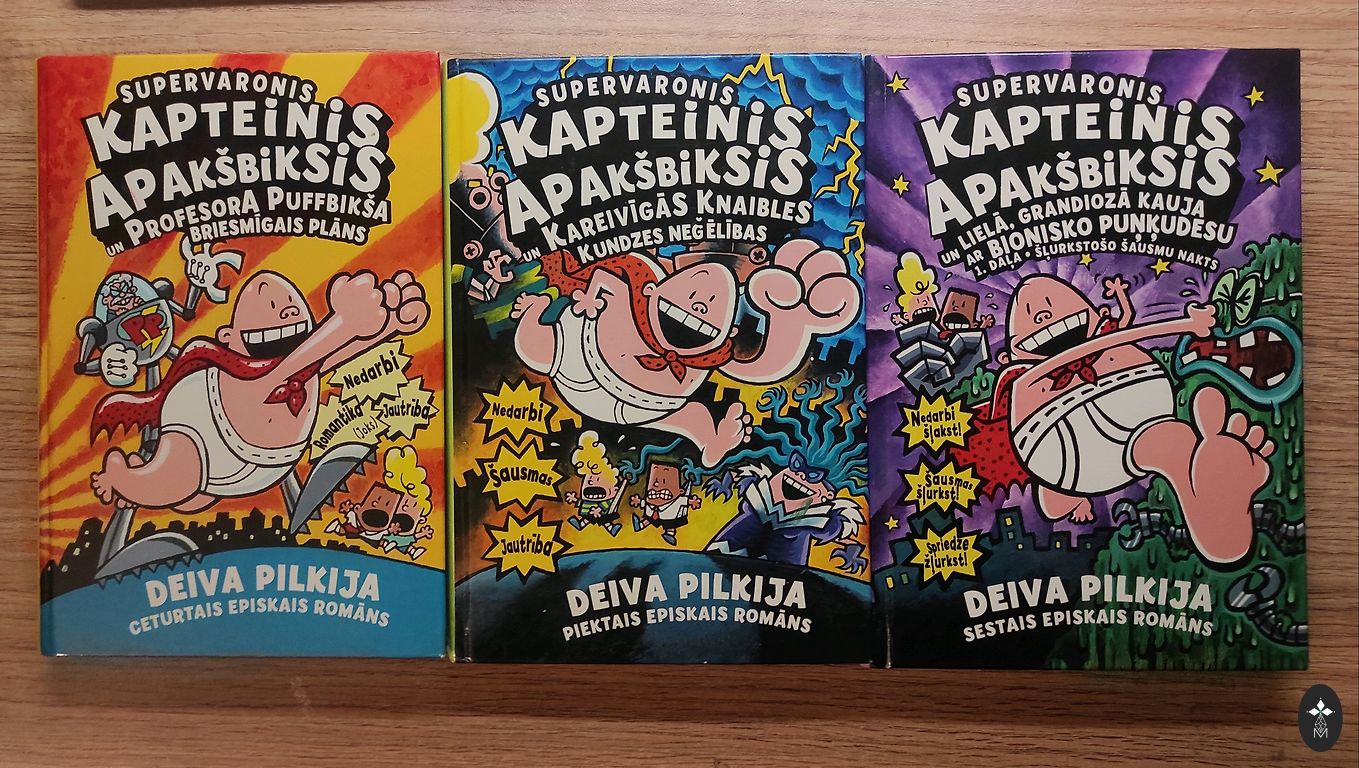 SUPERVARONIS
KAPTEiNiS
APAKŠBiKSiS
UN PROFESORA PUFFBIKŠA
BRIESMĪGAIS PLĀNS
Nedarbi
Romantika
(Joks)
Jautrība
DEIVA PILKIJA
CETURTAIS EPISKAIS ROMĀNS
SUPERVARONIS
KAPTEiNiS
APAKŠBiKSiS
UN KAREIVĪGĀS KNAIBLES
KUNDZES NEĢĒLĪBAS
Nedarbi
Šausmas
Jautrība
DEIVA PILKIJA
PIEKTAIS EPISKAIS ROMĀNS
SUPERVARONIS
KAPTEiNiS
APAKŠBiKSiS
UN LIELĀ, GRANDIOZĀ KAUJA
AR BIONISKO PUŅĶUDĒSU
1. DAĻA • ŠĻURKSTOŠO ŠAUSMU NAKTS
Nedarbi
šļakst!
Šausmas
šļurkst!
Spriedze
žļurkst!
DEIVA PILKIJA
SESTAIS EPISKAIS ROMĀNS
M